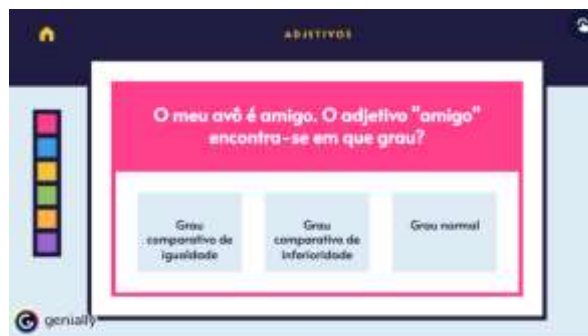 ADJETIVOS
O meu avô é amigo. O adjetivo "amigo"
encontra-se em que grau?
Grau
comparativo de
igualdade
Grau
comparativo de
inferioridade
Grau normal
genially